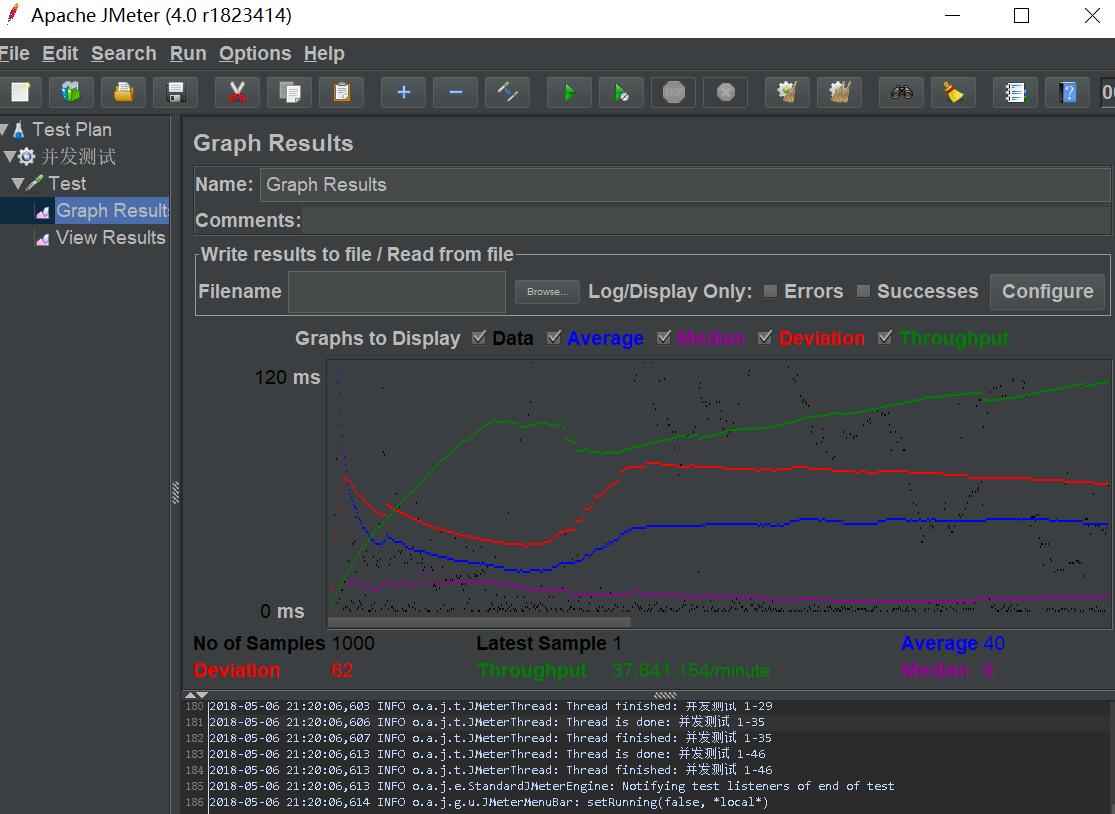 Apache JMeter (4.0 r1823414)
File Edit Search Run Options Help
Test Plan
并发测试
Test
Graph Results
View Results
Graph Results
Name: Graph Results
Comments:
Write results to file / Read from file
Filename Browse... Log/Display Only: Errors Successes Configure
Graphs to Display Data Average Median Deviation Throughput
120 ms
0 ms
No of Samples 1000 Latest Sample 1 Average 40
Deviation 62 Throughput 37,841.154/minute Median
180 2018-05-06 21:20:06,603 INFO o.a.j.t.JMeterThread: Thread finished: 并发测试 1-29
181 2018-05-06 21:20:06,606 INFO o.a.j.t.JMeterThread: Thread is done: 并发测试 1-35
182 2018-05-06 21:20:06,607 INFO o.a.j.t.JMeterThread: Thread finished: 并发测试 1-35
183 2018-05-06 21:20:06,613 INFO o.a.j.t.JMeterThread: Thread is done: 并发测试 1-46
184 2018-05-06 21:20:06,613 INFO o.a.j.t.JMeterThread: Thread finished: 并发测试 1-46
185 2018-05-06 21:20:06,613 INFO o.a.j.e.StandardJMeterEngine: Notifying test listeners of end of test
186 2018-05-06 21:20:06,614 INFO o.a.j.g.u.JMeterMenuBar: setRunning(false, *local*)